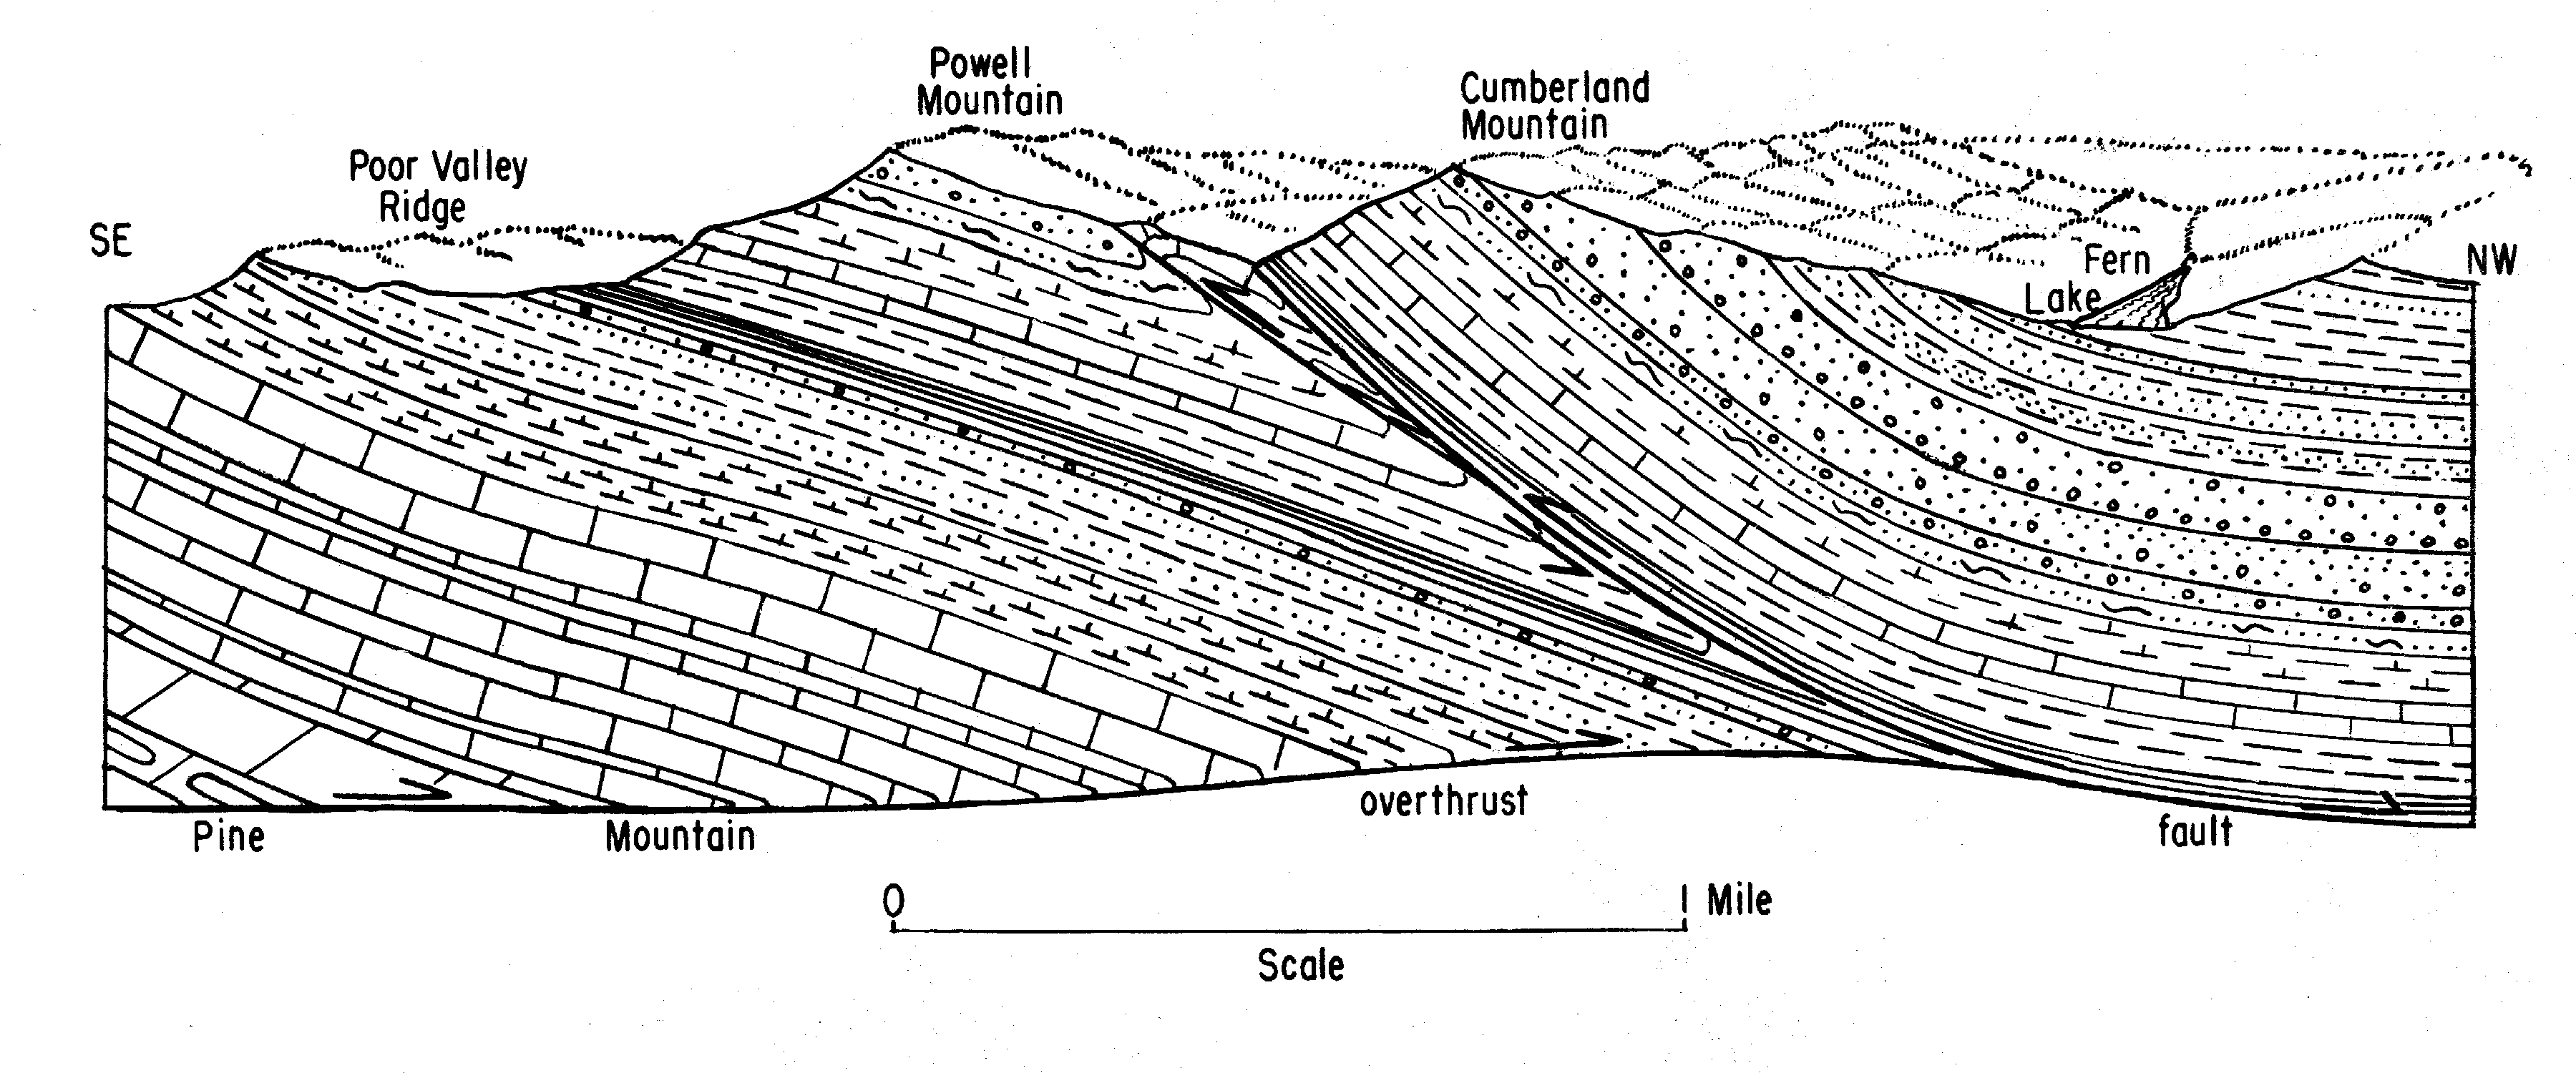 Powell
Mountain
Cumberland
Mountain
Poor Valley
Ridge
SE
Fern
Lake
NW
Pine Mountain overthrust fault
0 1 Mile
Scale